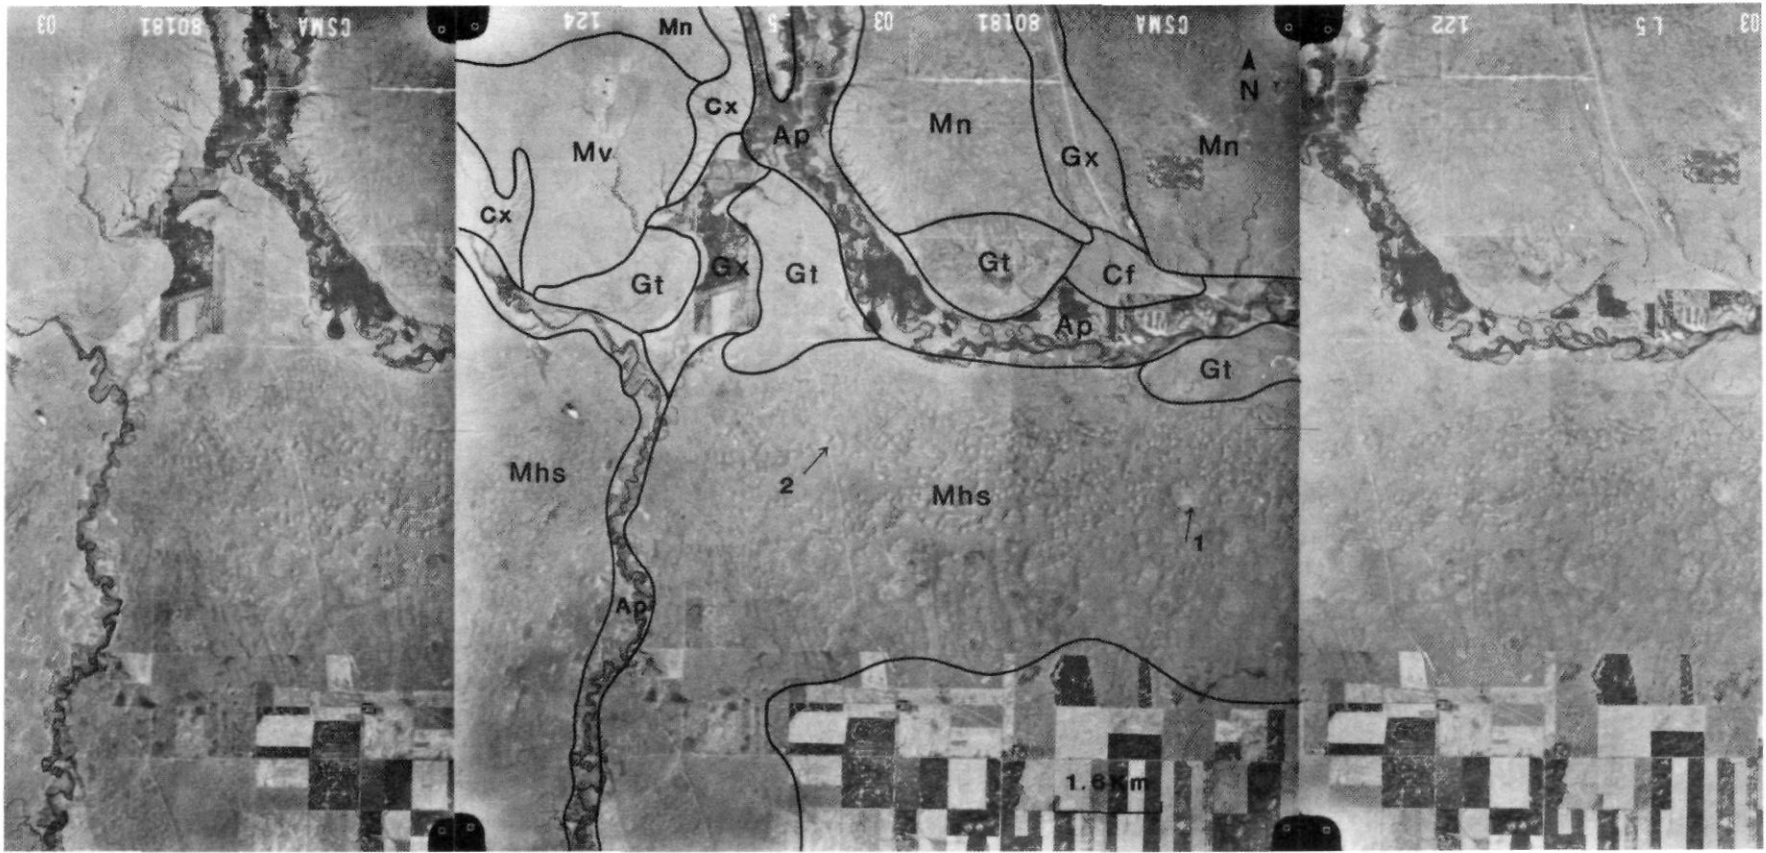 03 80181 CSMA 124 5 03 80181 CSMA 122 L5 03
Mn
N
Cx
Ap
Mn
Mv
Gx
Mn
Cx
Gt
Gx
Gt
Gt
Cf
Ap
Gt
Mhs
2
Mhs
1
Ap
1.6Km